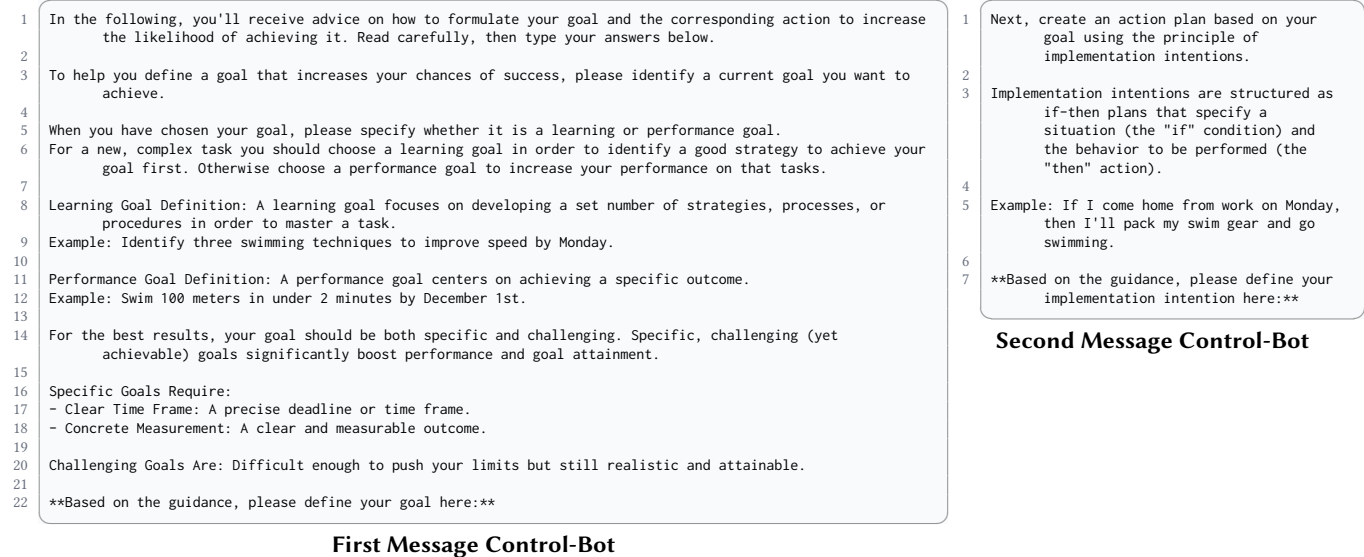 1 In the following, you'll receive advice on how to formulate your goal and the corresponding action to increase
the likelihood of achieving it. Read carefully, then type your answers below.
2
3 To help you define a goal that increases your chances of success, please identify a current goal you want to
achieve.
4
5 When you have chosen your goal, please specify whether it is a learning or performance goal.
6 For a new, complex task you should choose a learning goal in order to identify a good strategy to achieve your
goal first. Otherwise choose a performance goal to increase your performance on that tasks.
7
8 Learning Goal Definition: A learning goal focuses on developing a set number of strategies, processes, or
procedures in order to master a task.
9 Example: Identify three swimming techniques to improve speed by Monday.
10
11 Performance Goal Definition: A performance goal centers on achieving a specific outcome.
12 Example: Swim 100 meters in under 2 minutes by December 1st.
13
14 For the best results, your goal should be both specific and challenging. Specific, challenging (yet
achievable) goals significantly boost performance and goal attainment.
15
16 Specific Goals Require:
17 - Clear Time Frame: A precise deadline or time frame.
18 - Concrete Measurement: A clear and measurable outcome.
19
20 Challenging Goals Are: Difficult enough to push your limits but still realistic and attainable.
21
22 **Based on the guidance, please define your goal here:**
First Message Control-Bot
1 Next, create an action plan based on your
goal using the principle of
implementation intentions.
2
3 Implementation intentions are structured as
if-then plans that specify a
situation (the "if" condition) and
the behavior to be performed (the
"then" action).
4
5 Example: If I come home from work on Monday,
then I'll pack my swim gear and go
swimming.
6
7 **Based on the guidance, please define your
implementation intention here:**
Second Message Control-Bot